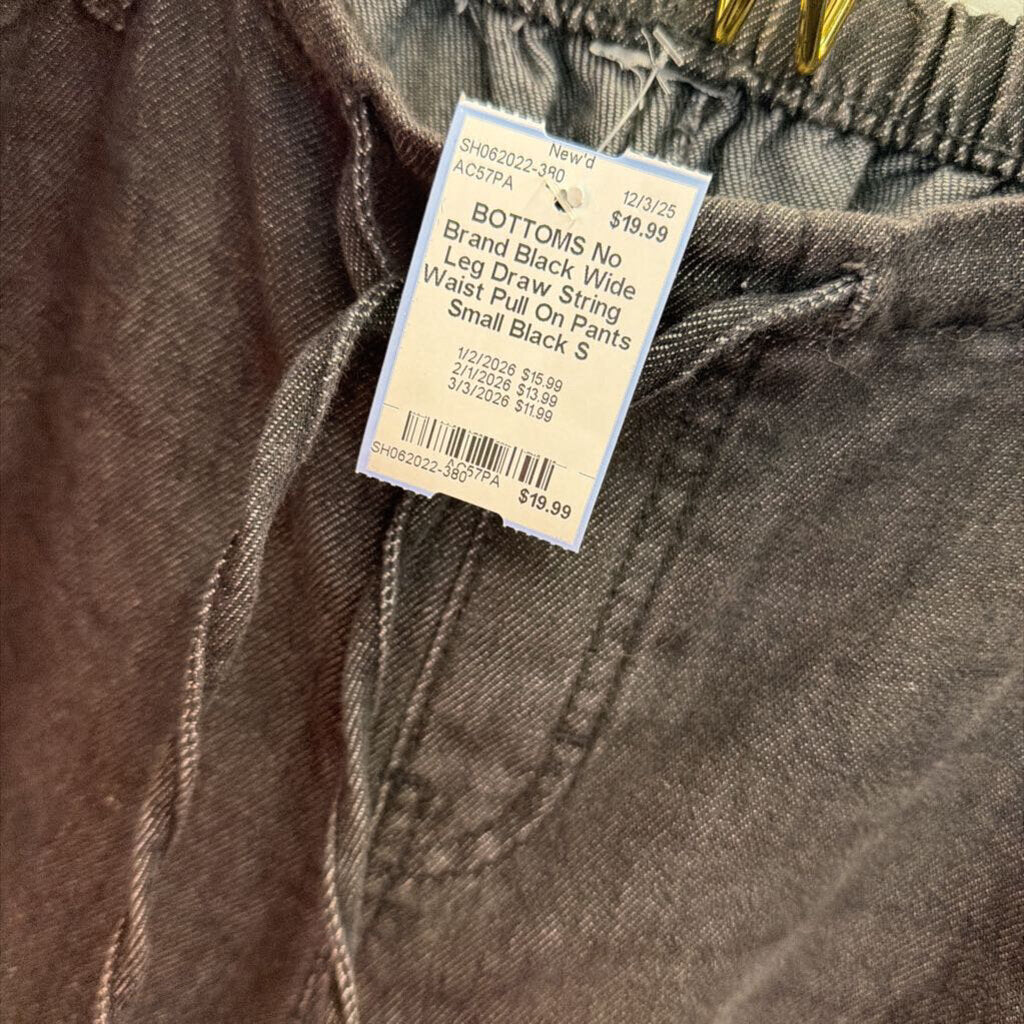 New'd
SH062022-380
AC57PA
12/3/25
$19.99
BOTTOMS No
Brand Black Wide
Leg Draw String
Waist Pull On Pants
Small Black S
1/2/2026 $15.99
2/1/2026 $13.99
3/3/2026 $11.99
SH062022-380
AC57PA
$19.99